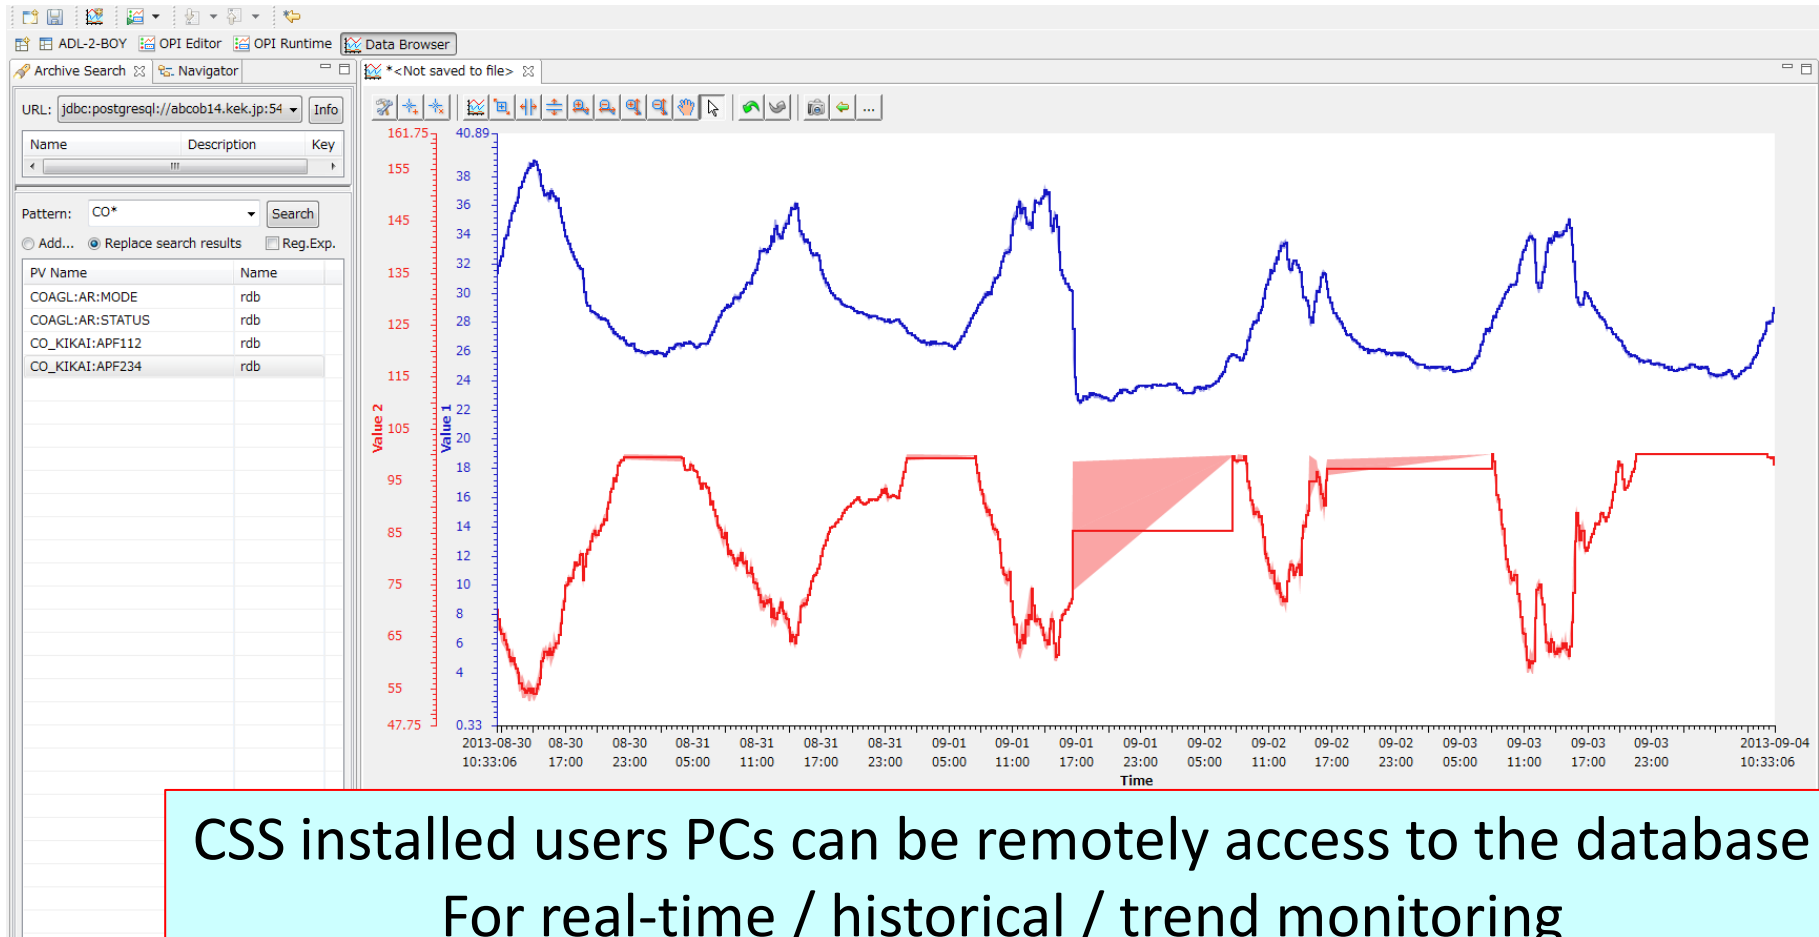 ADL-2-BOY OPI Editor OPI Runtime Data Browser
Archive Search Navigator
*<Not saved to file>
URL: jdbc:postgresql://abcob14.kek.jp:54 Info
Name Description Key
Pattern: CO* Search
Add... Replace search results Reg.Exp.
PV Name Name
COAGL:AR:MODE rdb
COAGL:AR:STATUS rdb
CO_KIKAI:APF112 rdb
CO_KIKAI:APF234 rdb
...
161.75
155
145
135
125
115
105
95
85
75
65
55
47.75
Value 2
40.89
38
36
34
32
30
28
26
24
22
20
18
16
14
12
10
8
6
4
0.33
Value 1
2013-08-30 08-30 08-30 08-31 08-31 08-31 08-31 09-01 09-01 09-01 09-01 09-02 09-02 09-02 09-02 09-03 09-03 09-03 09-03 2013-09-04
10:33:06 17:00 23:00 05:00 11:00 17:00 23:00 05:00 11:00 17:00 23:00 05:00 11:00 17:00 23:00 05:00 11:00 17:00 23:00 10:33:06
Time
CSS installed users PCs can be remotely access to the database
For real-time / historical / trend monitoring